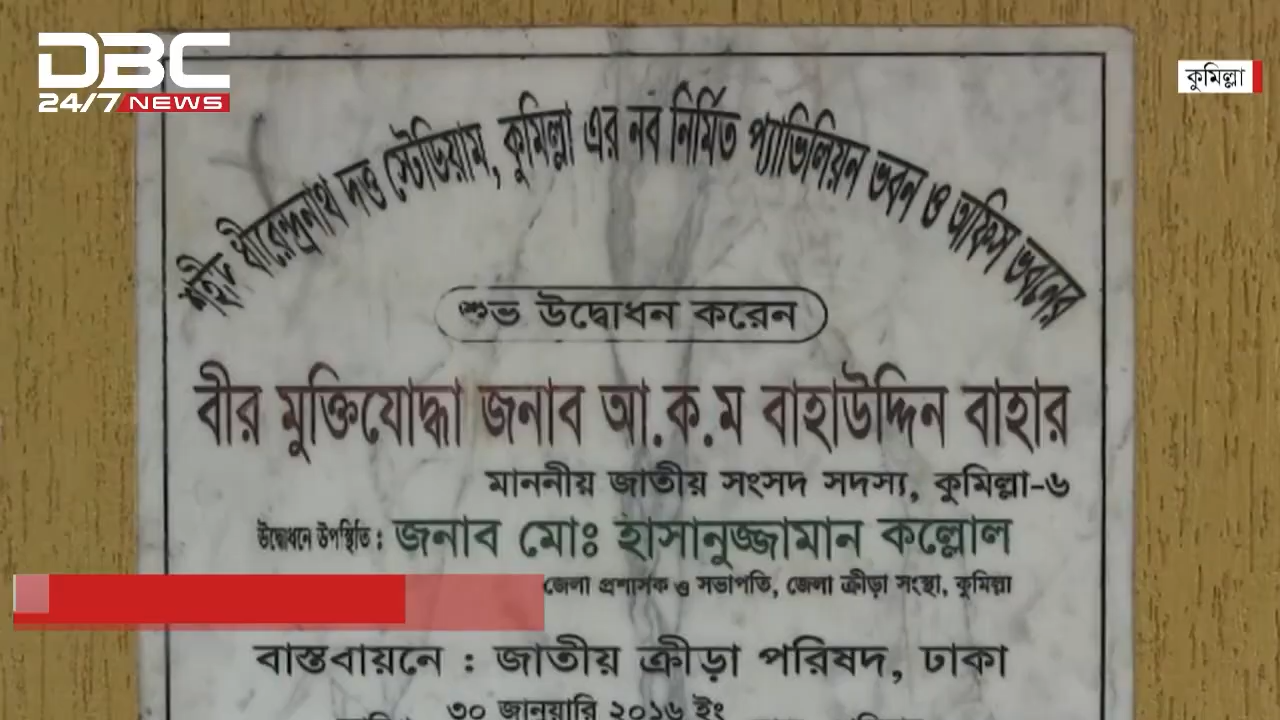 DBC
24/7 NEWS
কুমিল্লা
শহীদ ধীরেন্দ্রনাথ দত্ত স্টেডিয়াম, কুমিল্লা এর নব নির্মিত প্যাভিলিয়ন ভবন ও অফিস ভবনের
শুভ উদ্বোধন করেন
বীর মুক্তিযোদ্ধা জনাব আ.ক.ম বাহাউদ্দিন বাহার
মাননীয় জাতীয় সংসদ সদস্য, কুমিল্লা-৬
উদ্বোধনে উপস্থিতি : জনাব মোঃ হাসানুজ্জামান কল্লোল
জেলা প্রশাসক ও সভাপতি, জেলা ক্রীড়া সংস্থা, কুমিল্লা
বাস্তবায়নে : জাতীয় ক্রীড়া পরিষদ, ঢাকা
৩০ জানুয়ারি ২০১৬ ইং